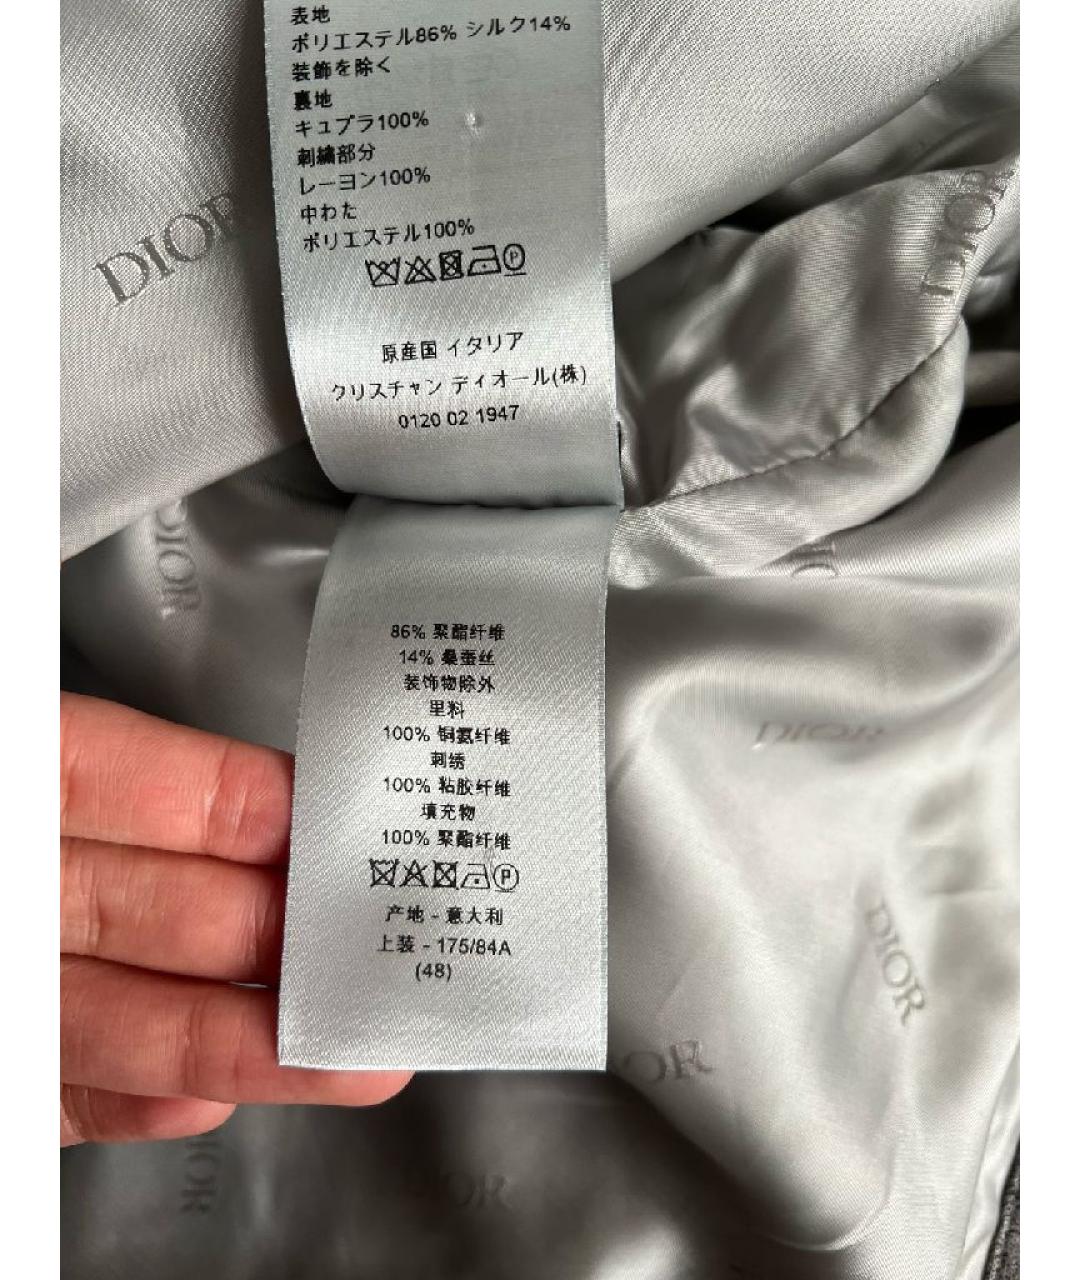 表地
ポリエステル86% シルク14%
装飾を除く
裏地
キュプラ100%
刺繍部分
レーヨン100%
中わた
ポリエステル100%
P
原産国 イタリア
クリスチャン ディオール(株)
0120 02 1947
86% 聚酯纤维
14% 桑蚕丝
装饰物除外
里料
100% 铜氨纤维
刺绣
100% 粘胶纤维
填充物
100% 聚酯纤维
P
产地 - 意大利
上装 - 175/84A
(48)
DIOR
DIOR
DIOR
DIOR
DIOR